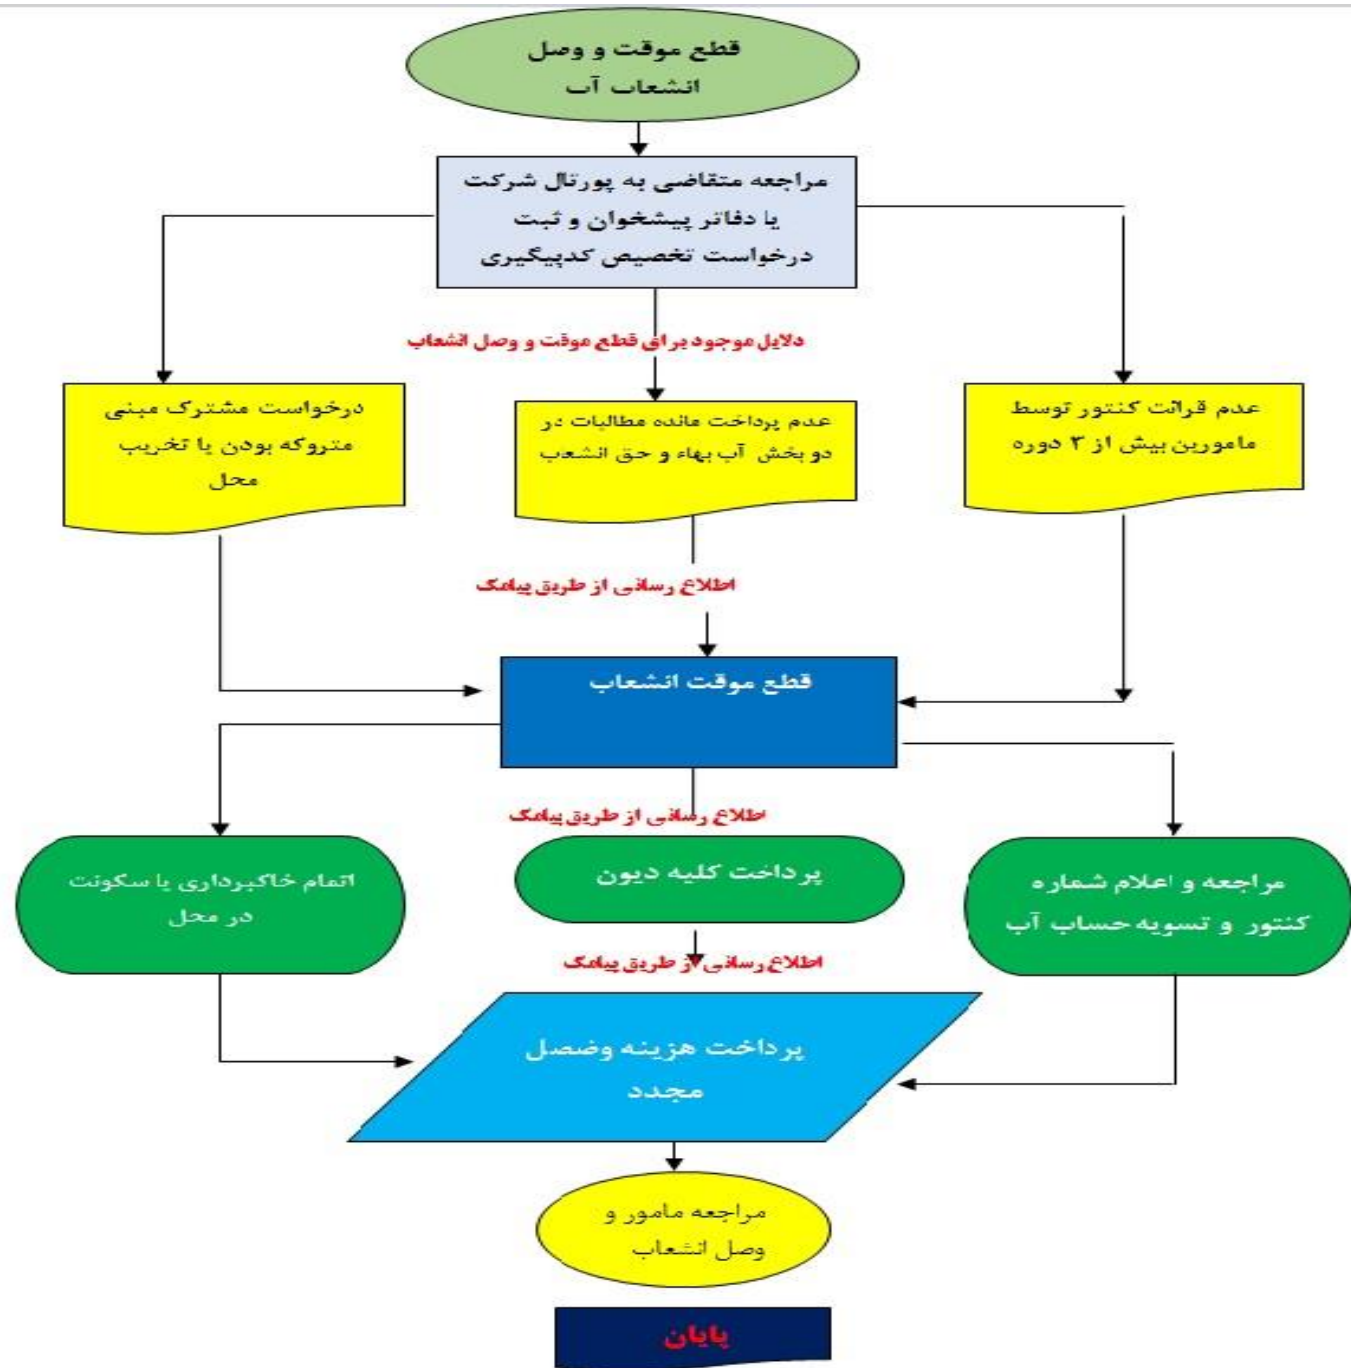 قطع موقت و وصل
انشعاب آب
مراجعه متقاضی به پورتال شرکت
یا دفاتر پیشخوان و ثبت
درخواست تخصیص کدپیگیری
دلایل موجود برای قطع موقت و وصل انشعاب
عدم قرائت کنتور توسط
مامورین بیش از ۳ دوره
عدم پرداخت مانده مطالبات در
دو بخش آب بهاء و حق انشعاب
درخواست مشترک مبنی
متروکه بودن یا تخریب
محل
اطلاع رسانی از طریق پیامک
قطع موقت انشعاب
اطلاع رسانی از طریق پیامک
مراجعه و اعلام شماره
کنتور و تسویه حساب آب
پرداخت کلیه دیون
اتمام خاکبرداری یا سکونت
در محل
اطلاع رسانی از طریق پیامک
پرداخت هزینه وضصل
مجدد
مراجعه مامور و
وصل انشعاب
پایان